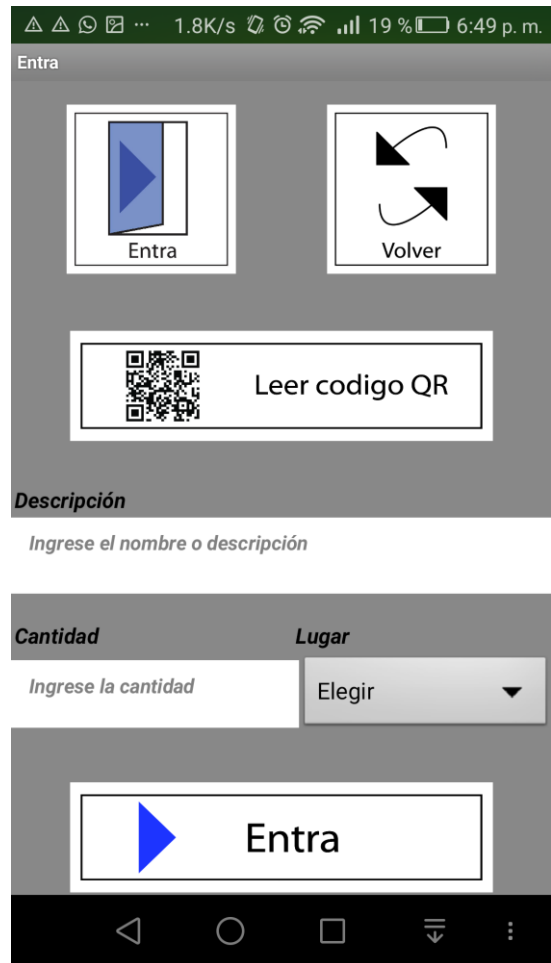 1.8K/s 19 % 6:49 p. m.
Entra
Entra
Volver
Leer codigo QR
Descripción
Ingrese el nombre o descripción
Cantidad Lugar
Ingrese la cantidad Elegir
Entra